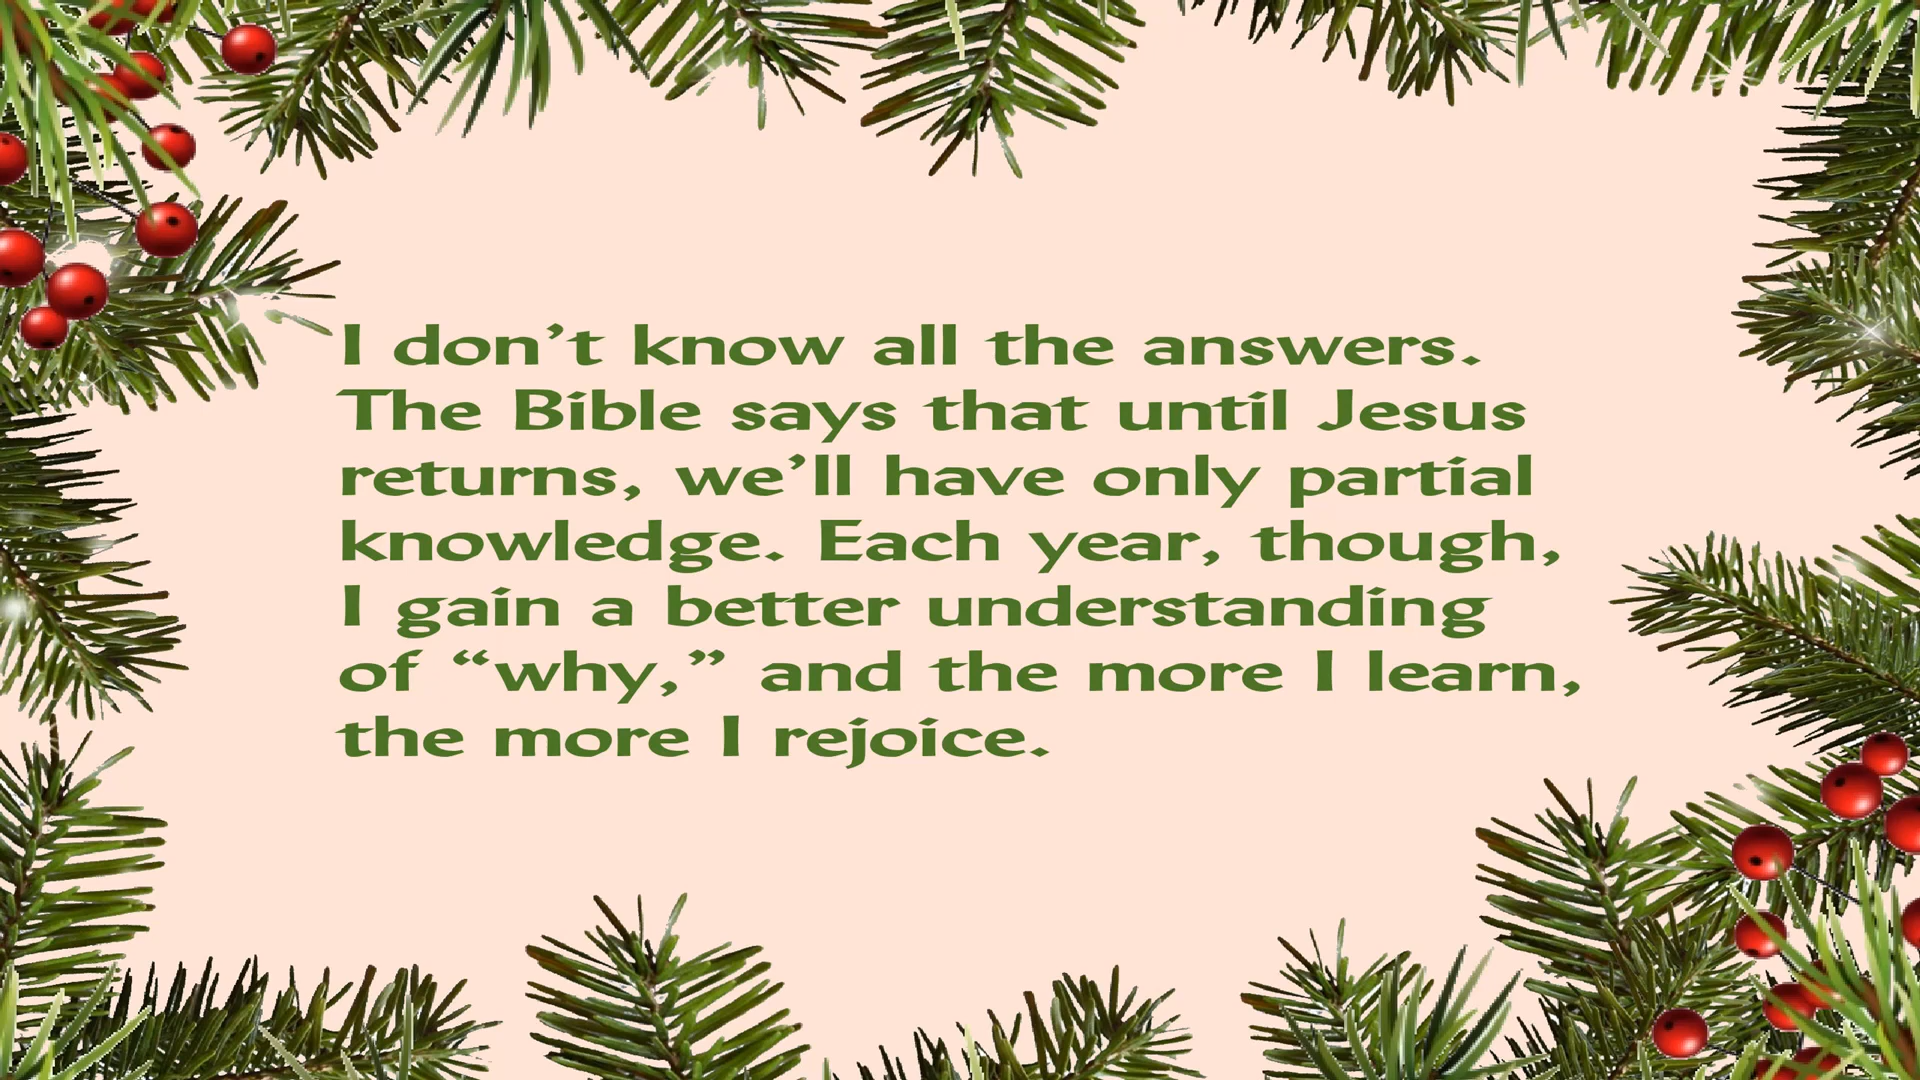 I don’t know all the answers.
The Bible says that until Jesus
returns, we’ll have only partial
knowledge. Each year, though,
I gain a better understanding
of “why,” and the more I learn,
the more I rejoice.